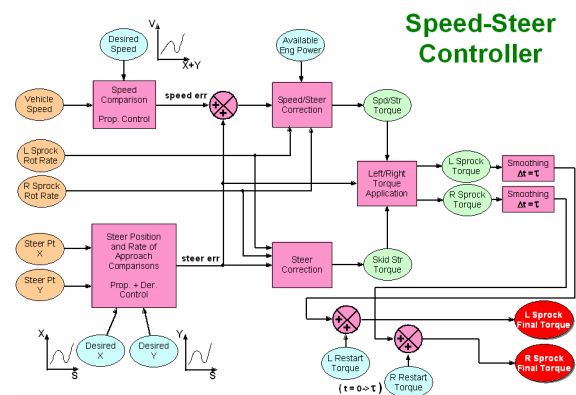 Speed-Steer
Controller
V
X+Y
Desired
Speed
Available
Eng Power
Vehicle
Speed
Speed
Comparison
Prop. Control
speed err
Speed/Steer
Correction
Spd/Str
Torque
L Sprock
Rot Rate
R Sprock
Rot Rate
Left/Right
Torque
Application
L Sprock
Torque
Smoothing
Δt = τ
R Sprock
Torque
Smoothing
Δt = τ
Steer Pt
X
Steer Pt
Y
Steer Position
and Rate of
Approach
Comparisons
Prop. + Der.
Control
steer err
Steer
Correction
Skid Str
Torque
X
S
Desired
X
Desired
Y
Y
S
L Restart
Torque
( t = 0-> τ )
R Restart
Torque
L Sprock
Final Torque
R Sprock
Final Torque